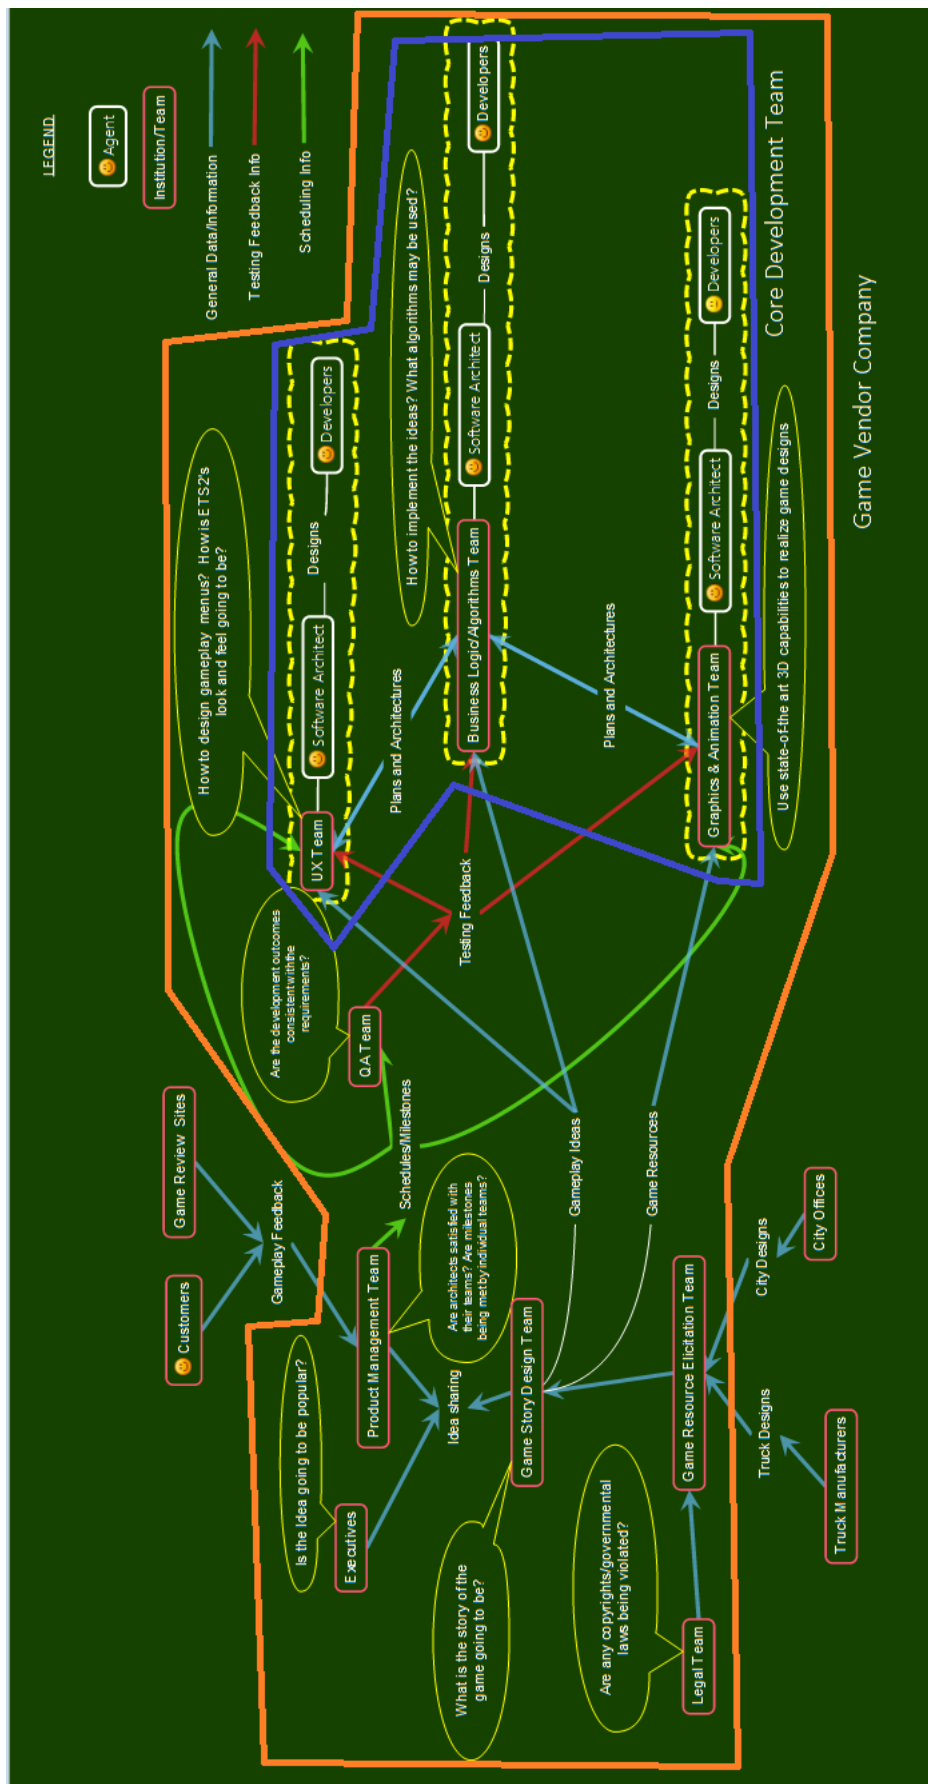 LEGEND
Agent
Institution/Team
General Data/Information
Testing Feedback Info
Scheduling Info
Customers
Game Review Sites
Gameplay Feedback
Is the Idea going to be popular?
Executives
Product Management Team
Idea sharing
Are architects satisfied with
their teams? Are milestones
being met by individual teams?
Schedules/Milestones
What is the story of the
game going to be?
Game Story Design Team
Gameplay Ideas
Game Resources
Are any copyrights/governmental
laws being violated?
Legal Team
Game Resource Elicitation Team
Truck Designs
City Designs
Truck Manufacturers
City Offices
Are the development outcomes
consistent with the
requirements?
QA Team
Testing Feedback
How to design gameplay menus? How is ETS2's
look and feel going to be?
UX Team
Software Architect
Designs
Developers
Plans and Architectures
How to implement the ideas? What algorithms may be used?
Business Logic/Algorithms Team
Software Architect
Designs
Developers
Plans and Architectures
Graphics & Animation Team
Software Architect
Designs
Developers
Use state-of-the art 3D capabilities to realize game designs
Core Development Team
Game Vendor Company